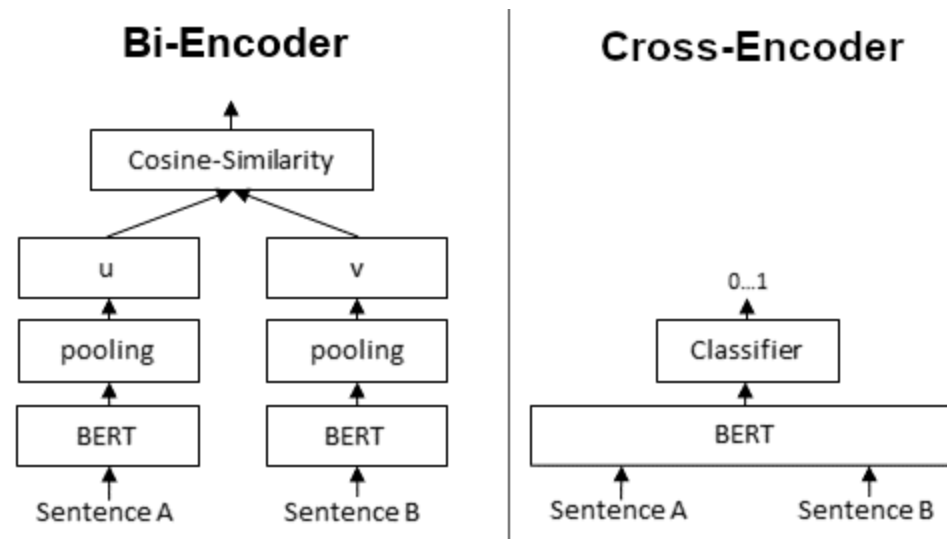 Bi-Encoder
Cosine-Similarity
u
v
pooling
pooling
BERT
BERT
Sentence A
Sentence B
Cross-Encoder
0...1
Classifier
BERT
Sentence A
Sentence B